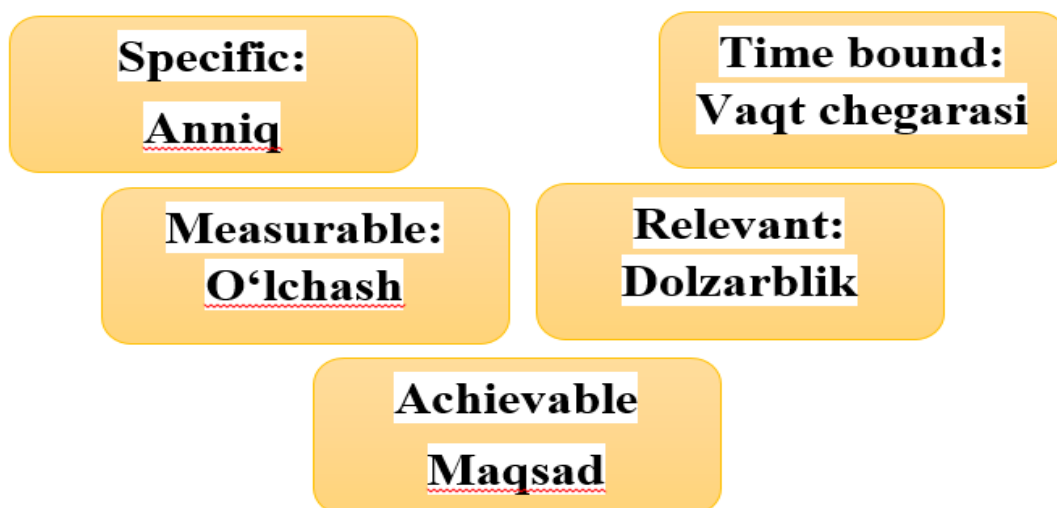 Specific:
Anniq
Time bound:
Vaqt chegarasi
Measurable:
O‘lchash
Relevant:
Dolzarblik
Achievable
Maqsad